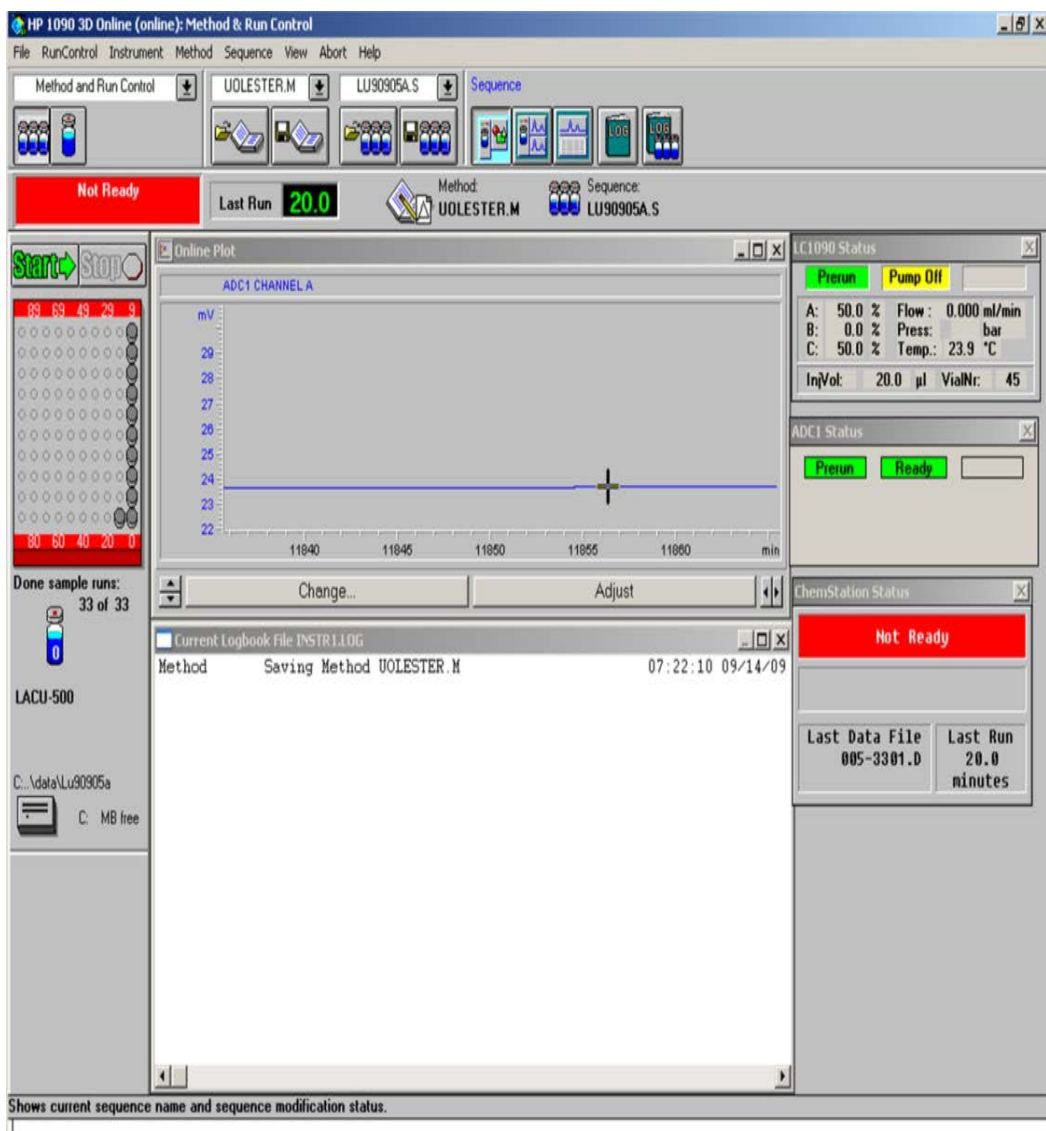 HP 1090 3D Online (online): Method & Run Control
File RunControl Instrument Method Sequence View Abort Help
Method and Run Control UOLESTER.M LU90905A.S Sequence
LOG LOG
Not Ready
Last Run 20.0
Method:
UOLESTER.M
Sequence:
LU90905A.S
Start Stop
89 69 49 29 9
80 60 40 20 0
Done sample runs:
33 of 33
0
LACU-500
C:..\data\Lu90905a
C: MB free
Online Plot
ADC1 CHANNEL A
mV
29
28
27
26
25
24
23
22
11840 11845 11850 11855 11860 min
Change... Adjust
Current Logbook File INSTR1.LOG
Method Saving Method UOLESTER.M 07:22:10 09/14/09
LC1090 Status
Prerun Pump Off
A: 50.0 % Flow : 0.000 ml/min
B: 0.0 % Press: bar
C: 50.0 % Temp.: 23.9 °C
InjVol: 20.0 µl VialNr: 45
ADC1 Status
Prerun Ready
ChemStation Status
Not Ready
Last Data File
005-3301.D
Last Run
20.0
minutes
Shows current sequence name and sequence modification status.